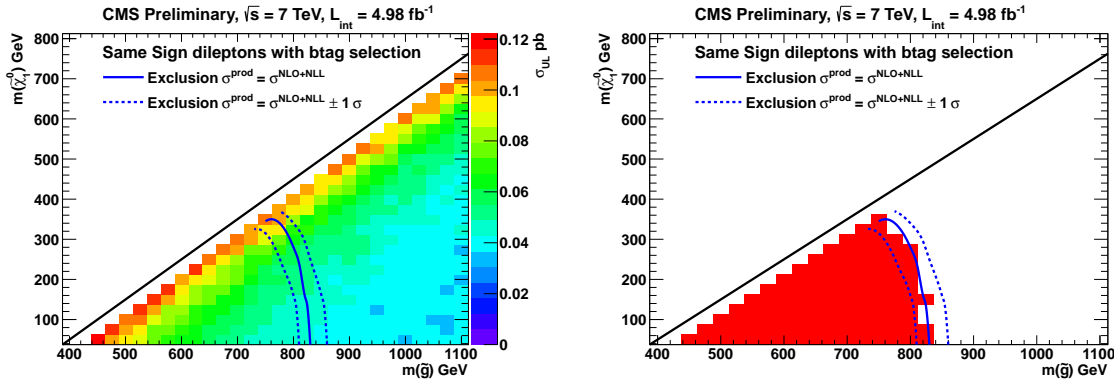 CMS Preliminary, √s = 7 TeV, L_int = 4.98 fb⁻¹
m(χ̃₁⁰) GeV
800
700
600
500
400
300
200
100
Same Sign dileptons with btag selection
Exclusion σ^prod = σ^NLO+NLL
Exclusion σ^prod = σ^NLO+NLL ± 1 σ
400 500 600 700 800 900 1000 1100
m(g̃) GeV
σ_UL pb
0.12
0.1
0.08
0.06
0.04
0.02
0
CMS Preliminary, √s = 7 TeV, L_int = 4.98 fb⁻¹
m(χ̃₁⁰) GeV
800
700
600
500
400
300
200
100
Same Sign dileptons with btag selection
Exclusion σ^prod = σ^NLO+NLL
Exclusion σ^prod = σ^NLO+NLL ± 1 σ
400 500 600 700 800 900 1000 1100
m(g̃) GeV